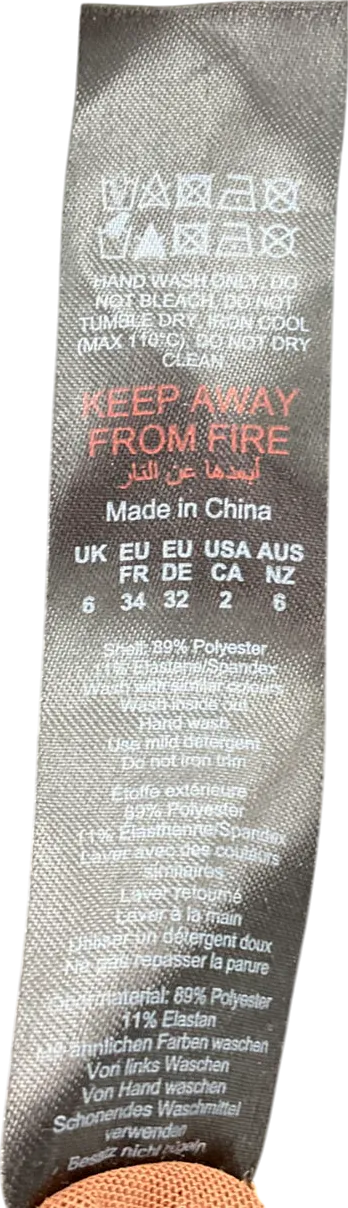 HAND WASH ONLY, DO
NOT BLEACH, DO NOT
TUMBLE DRY, IRON COOL
(MAX 110°C), DO NOT DRY
CLEAN
KEEP AWAY
FROM FIRE
أبعدها عن النار
Made in China
UK EU EU USA AUS
FR DE CA NZ
6 34 32 2 6
Shell: 89% Polyester
11% Elastane/Spandex
Wash with similar colours
Wash inside out
Hand wash
Use mild detergent
Do not iron trim
Étoffe extérieure:
89% Polyester
11% Élasthanne/Spandex
Laver avec des couleurs
similaires
Laver retourné
Laver à la main
Utiliser un détergent doux
Ne pas repasser la parure
89% Polyester
11% Elastan
ähnlichen Farben waschen
Von links Waschen
Von Hand waschen
Schonendes Waschmittel
verwenden
Besatz nicht bügeln